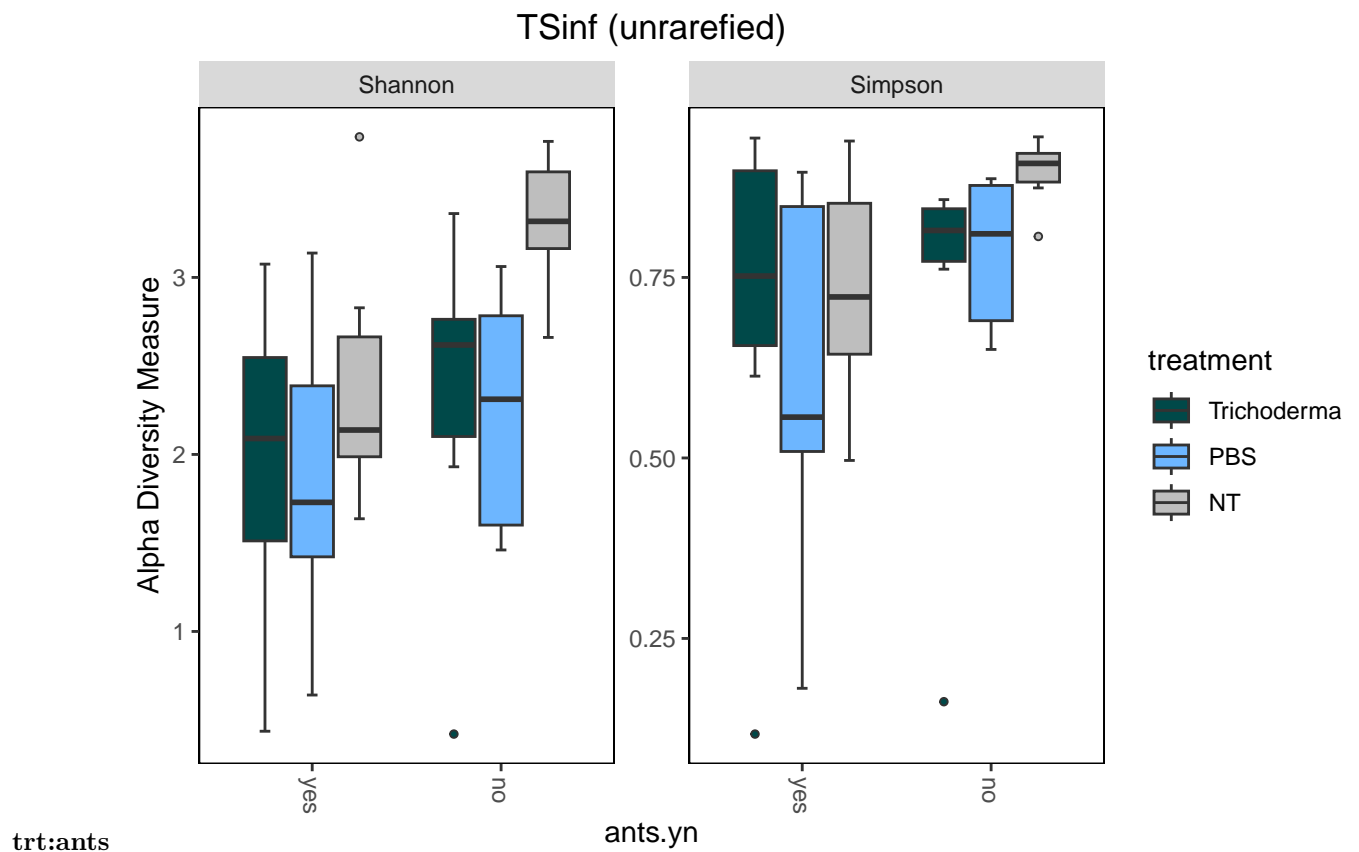 TSinf (unrarefied)
Shannon
Simpson
Alpha Diversity Measure
3
2
1
0.75
0.50
0.25
yes
no
yes
no
ants.yn
treatment
Trichoderma
PBS
NT
trt:ants